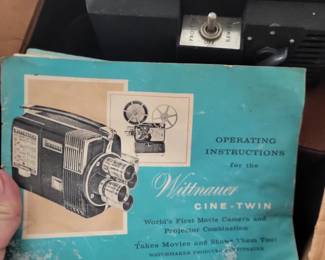 OPERATING
INSTRUCTIONS
for the
Wittnauer
CINE-TWIN
World's First Movie Camera and
Projector Combination
Takes Movies and Shows Them Too!